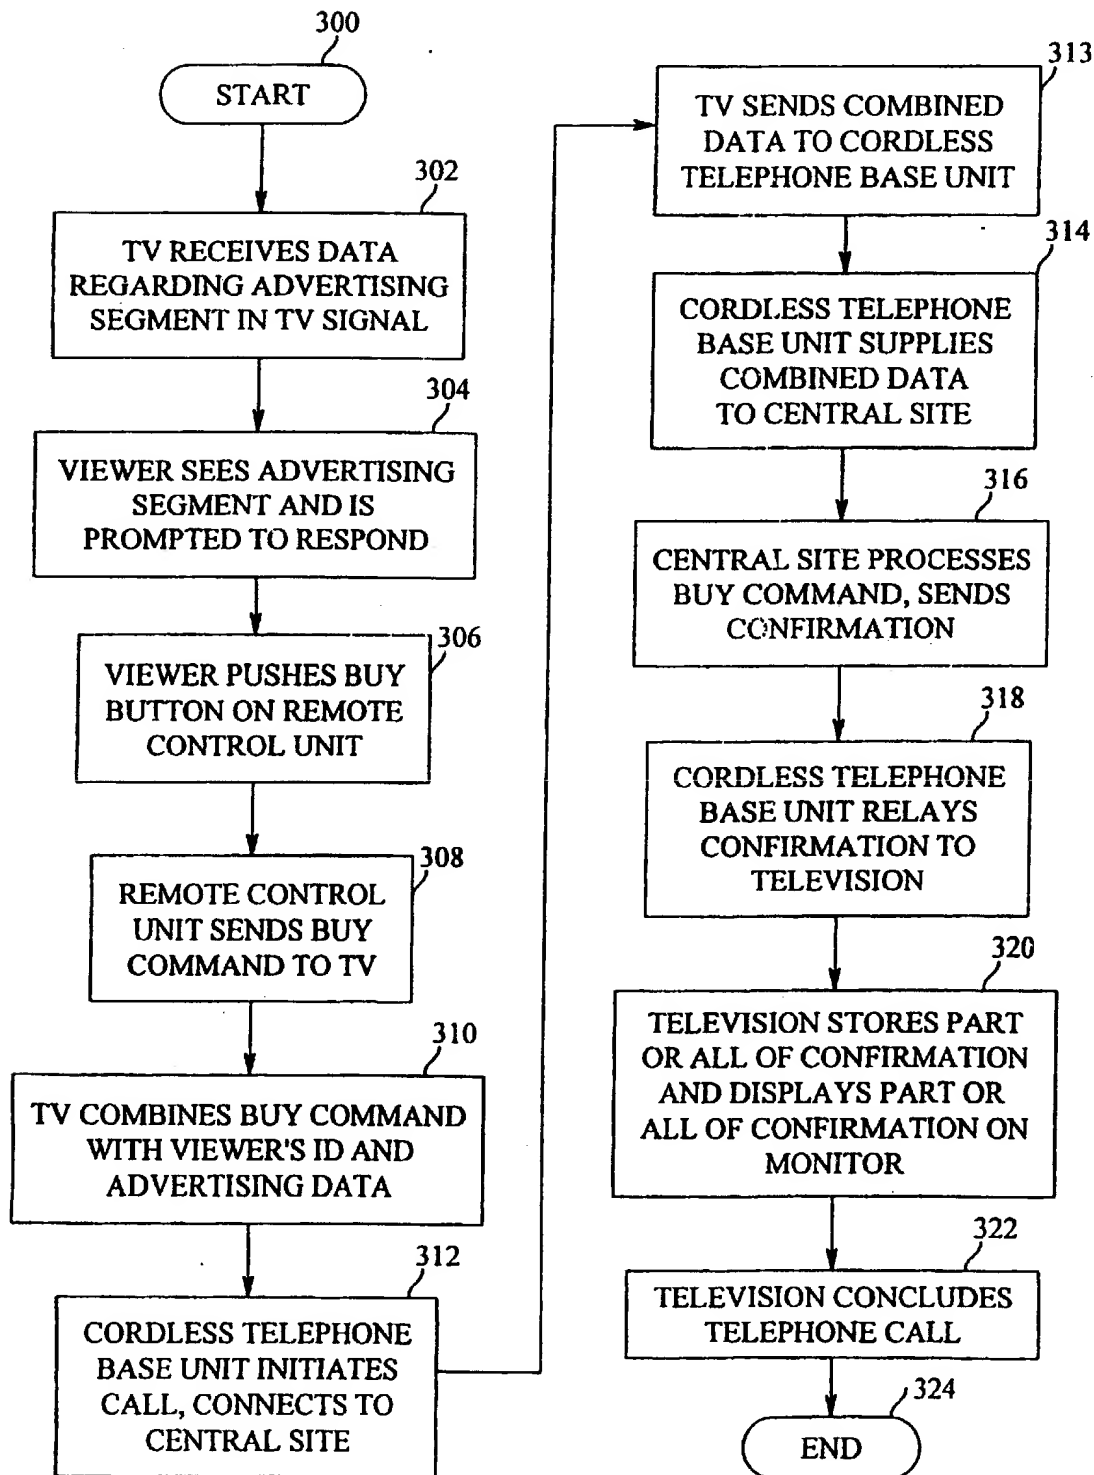 300
START
302
TV RECEIVES DATA
REGARDING ADVERTISING
SEGMENT IN TV SIGNAL
304
VIEWER SEES ADVERTISING
SEGMENT AND IS
PROMPTED TO RESPOND
306
VIEWER PUSHES BUY
BUTTON ON REMOTE
CONTROL UNIT
308
REMOTE CONTROL
UNIT SENDS BUY
COMMAND TO TV
310
TV COMBINES BUY COMMAND
WITH VIEWER'S ID AND
ADVERTISING DATA
312
CORDLESS TELEPHONE
BASE UNIT INITIATES
CALL, CONNECTS TO
CENTRAL SITE
313
TV SENDS COMBINED
DATA TO CORDLESS
TELEPHONE BASE UNIT
314
CORDLESS TELEPHONE
BASE UNIT SUPPLIES
COMBINED DATA
TO CENTRAL SITE
316
CENTRAL SITE PROCESSES
BUY COMMAND, SENDS
CONFIRMATION
318
CORDLESS TELEPHONE
BASE UNIT RELAYS
CONFIRMATION TO
TELEVISION
320
TELEVISION STORES PART
OR ALL OF CONFIRMATION
AND DISPLAYS PART OR
ALL OF CONFIRMATION ON
MONITOR
322
TELEVISION CONCLUDES
TELEPHONE CALL
324
END